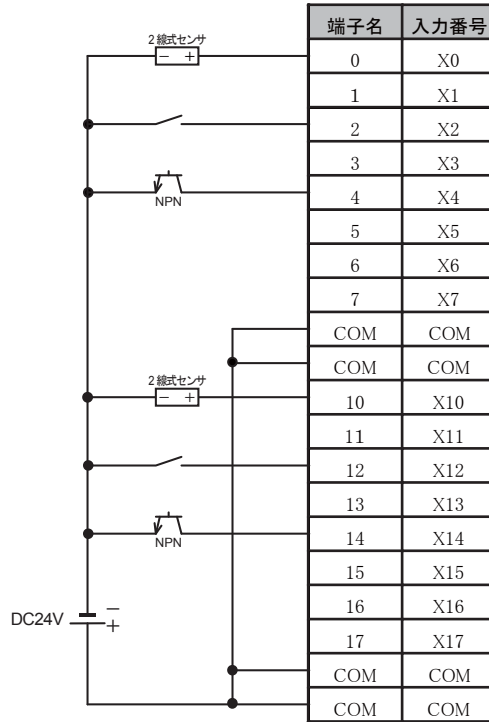 端子名 入力番号
2線式センサ
− +
0 X0
1 X1
2 X2
3 X3
NPN
4 X4
5 X5
6 X6
7 X7
COM COM
COM COM
2線式センサ
− +
10 X10
11 X11
12 X12
13 X13
NPN
14 X14
15 X15
16 X16
DC24V − +
17 X17
COM COM
COM COM